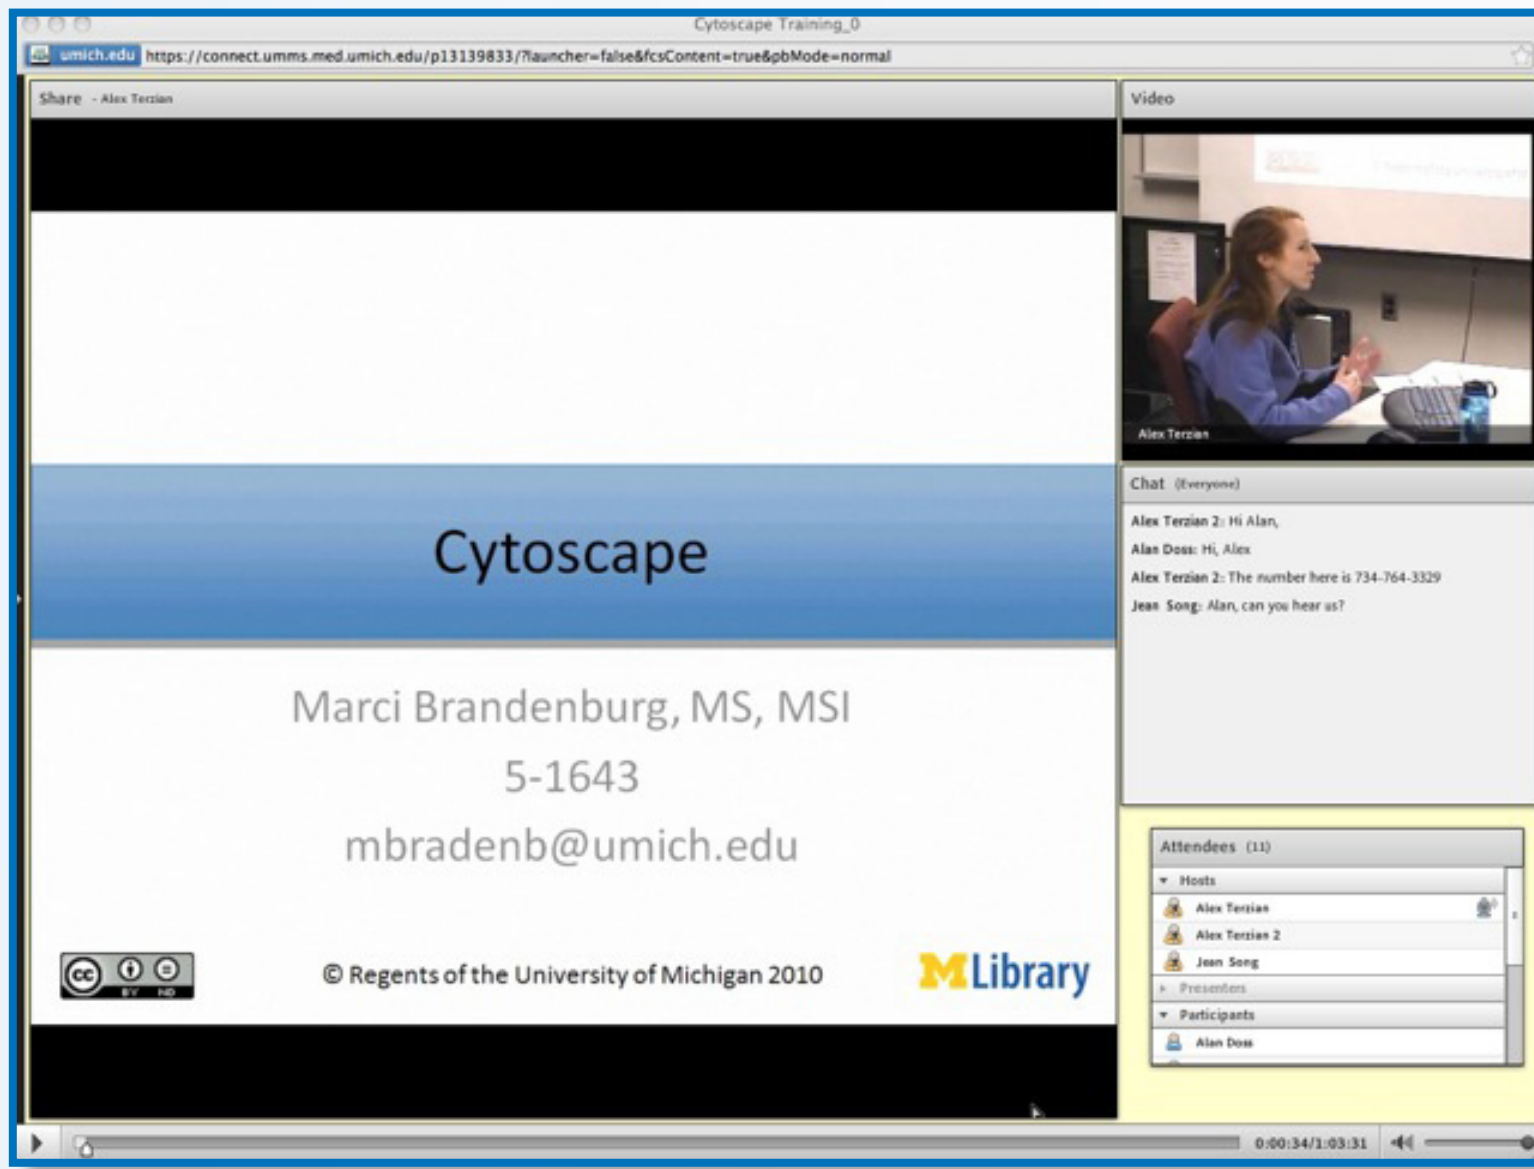 Cytoscape Training_0
umich.edu https://connect.umms.med.umich.edu/p13139833/?launcher=false&fcsContent=true&pbMode=normal
Share - Alex Terzian
Cytoscape
Marci Brandenburg, MS, MSI
5-1643
mbradenb@umich.edu
cc BY ND
© Regents of the University of Michigan 2010
M Library
Video
Alex Terzian
Chat (Everyone)
Alex Terzian 2: Hi Alan,
Alan Doss: Hi, Alex
Alex Terzian 2: The number here is 734-764-3329
Jean Song: Alan, can you hear us?
Attendees (11)
Hosts
Alex Terzian
Alex Terzian 2
Jean Song
Presenters
Participants
Alan Doss
0:00:34/1:03:31